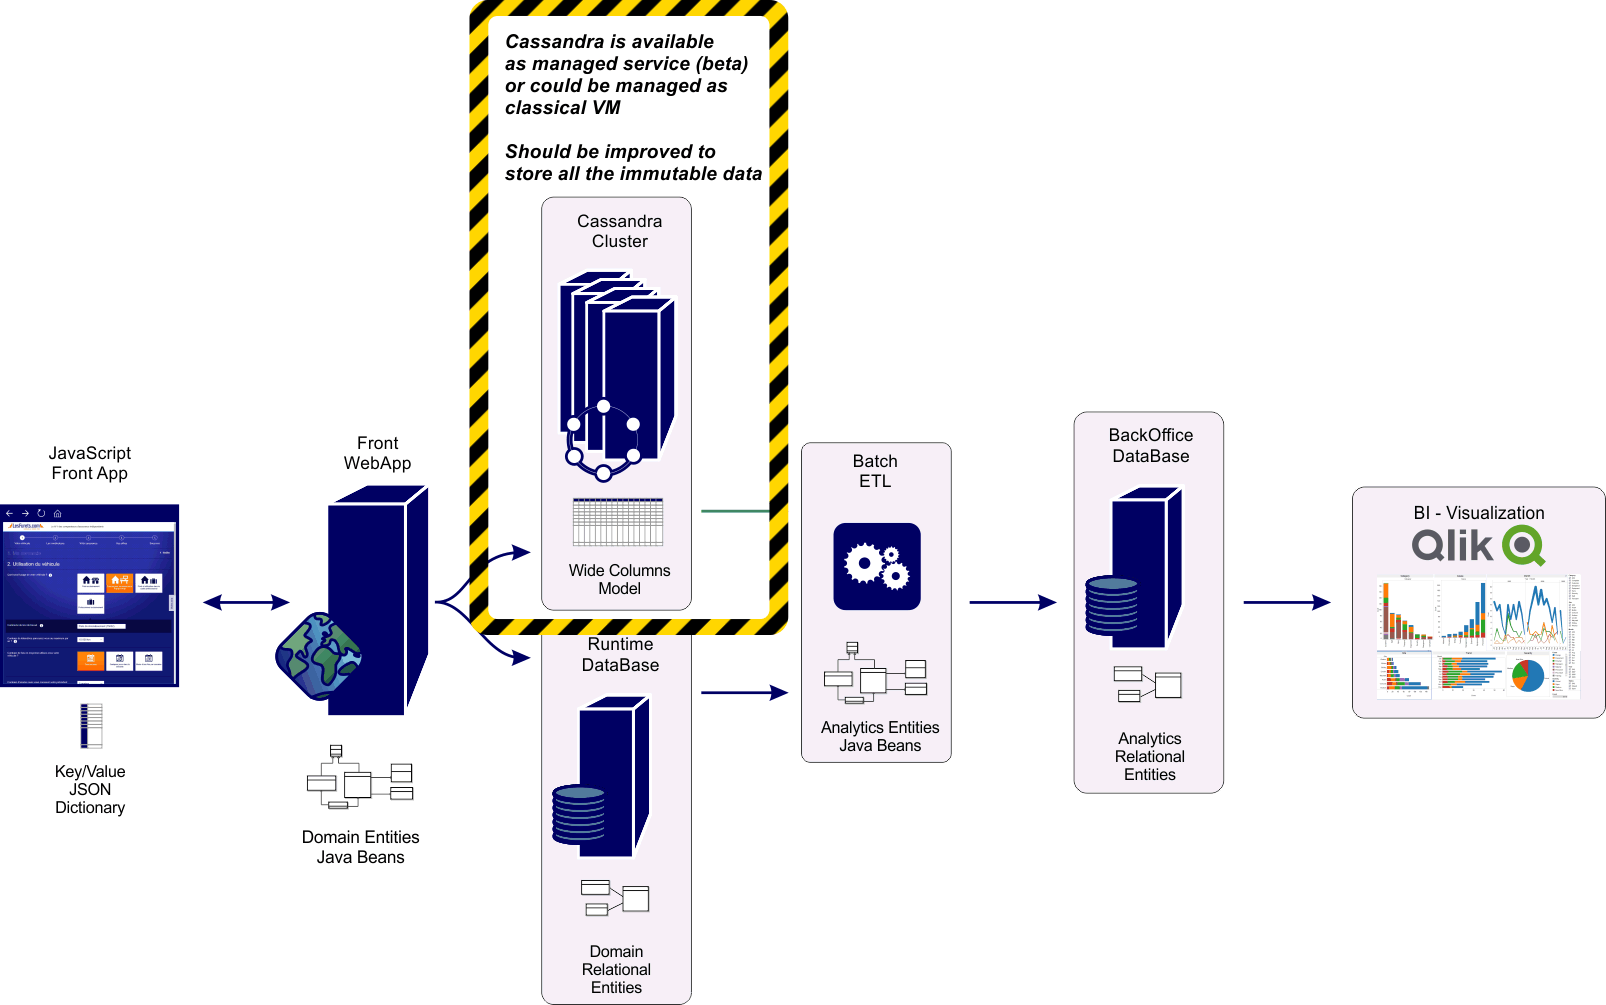 Cassandra is available
as managed service (beta)
or could be managed as
classical VM
Should be improved to
store all the immutable data
Cassandra
Cluster
Wide Columns
Model
JavaScript
Front App
LesFurets.com
2. Utilisation du véhicule
Key/Value
JSON
Dictionary
Front
WebApp
Domain Entities
Java Beans
Runtime
DataBase
Domain
Relational
Entities
Batch
ETL
Analytics Entities
Java Beans
BackOffice
DataBase
Analytics
Relational
Entities
BI - Visualization
Qlik